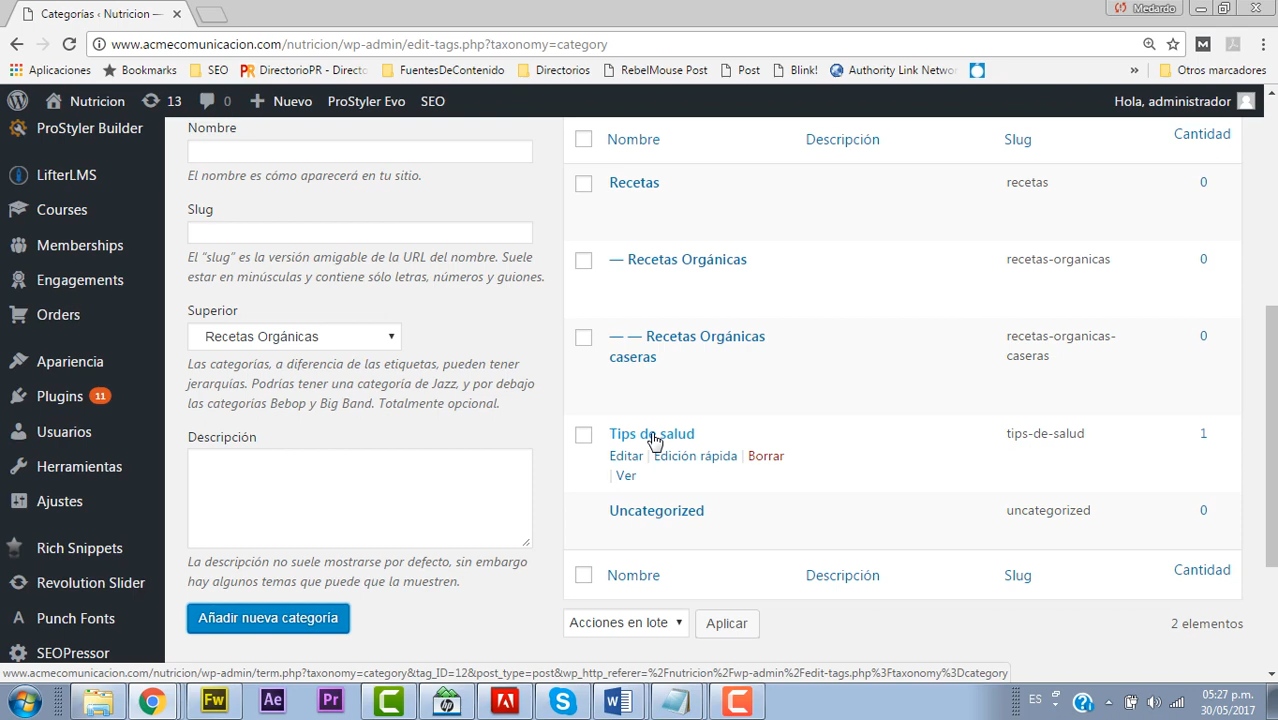 Categorías ‹ Nutricion —
Medardo
www.acmecomunicacion.com/nutricion/wp-admin/edit-tags.php?taxonomy=category
Aplicaciones Bookmarks SEO DirectorioPR - Directo FuentesDeContenido Directorios RebelMouse Post Post Blink! Authority Link Netwo » Otros marcadores
Nutricion 13 0 Nuevo ProStyler Evo SEO Hola, administrador
ProStyler Builder
LifterLMS
Courses
Memberships
Engagements
Orders
Apariencia
Plugins 11
Usuarios
Herramientas
Ajustes
Rich Snippets
Revolution Slider
Punch Fonts
SEOPressor
Nombre
El nombre es cómo aparecerá en tu sitio.
Slug
El "slug" es la versión amigable de la URL del nombre. Suele
estar en minúsculas y contiene sólo letras, números y guiones.
Superior
Recetas Orgánicas
Las categorías, a diferencia de las etiquetas, pueden tener
jerarquías. Podrías tener una categoría de Jazz, y por debajo
las categorías Bebop y Big Band. Totalmente opcional.
Descripción
La descripción no suele mostrarse por defecto, sin embargo
hay algunos temas que puede que la muestren.
Añadir nueva categoría
Nombre Descripción Slug Cantidad
Recetas recetas 0
— Recetas Orgánicas recetas-organicas 0
— — Recetas Orgánicas recetas-organicas- 0
caseras caseras
Tips de salud tips-de-salud 1
Editar | Edición rápida | Borrar
| Ver
Uncategorized uncategorized 0
Nombre Descripción Slug Cantidad
Acciones en lote Aplicar 2 elementos
www.acmecomunicacion.com/nutricion/wp-admin/term.php?taxonomy=category&tag_ID=12&post_type=post&wp_http_referer=%2Fnutricion%2Fwp-admin%2Fedit-tags.php%3Ftaxonomy%3Dcategory
Fw Ae Pr ES 05:27 p.m.
30/05/2017